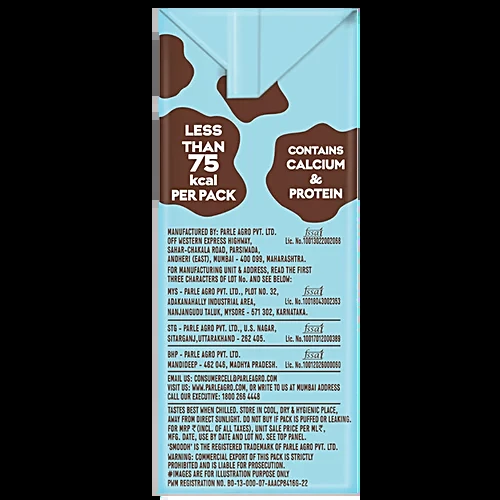 LESS
THAN
75
kcal
PER PACK
CONTAINS
CALCIUM
&
PROTEIN
MANUFACTURED BY: PARLE AGRO PVT. LTD.
OFF WESTERN EXPRESS HIGHWAY,
SAHAR-CHAKALA ROAD, PARSIWADA,
ANDHERI (EAST), MUMBAI - 400 099, MAHARASHTRA.
fssai
Lic. No.10013022002068
FOR MANUFACTURING UNIT & ADDRESS, READ THE FIRST
THREE CHARACTERS OF LOT No. AND SEE BELOW:
MYS - PARLE AGRO PVT. LTD., PLOT NO. 32,
ADAKANAHALLY INDUSTRIAL AREA,
NANJANGUDU TALUK, MYSORE - 571 302, KARNATAKA.
fssai
Lic. No.10018043002353
STG - PARLE AGRO PVT. LTD., U.S. NAGAR,
SITARGANJ,UTTARAKHAND - 262 405.
fssai
Lic. No.10017012000389
BHP - PARLE AGRO PVT. LTD.
MANDIDEEP - 462 046, MADHYA PRADESH.
fssai
Lic. No.10012026000060
EMAIL US: CONSUMERCELL@PARLEAGRO.COM
VISIT US: WWW.PARLEAGRO.COM, OR WRITE TO US AT MUMBAI ADDRESS
CALL OUR EXECUTIVE: 1800 266 4448
TASTES BEST WHEN CHILLED. STORE IN COOL, DRY & HYGIENIC PLACE,
AWAY FROM DIRECT SUNLIGHT. DO NOT BUY IF PACK IS PUFFED OR LEAKING.
FOR MRP ₹ (INCL. OF ALL TAXES), UNIT SALE PRICE PER ML ₹,
MFG. DATE, USE BY DATE AND LOT NO. SEE TOP PANEL.
'SMOODH' IS THE REGISTERED TRADEMARK OF PARLE AGRO PVT. LTD.
WARNING: COMMERCIAL EXPORT OF THIS PACK IS STRICTLY
PROHIBITED AND IS LIABLE FOR PROSECUTION.
#IMAGES ARE FOR ILLUSTRATION PURPOSE ONLY
PWM REGISTRATION NO. BO-13-000-07-AAACP8416G-22